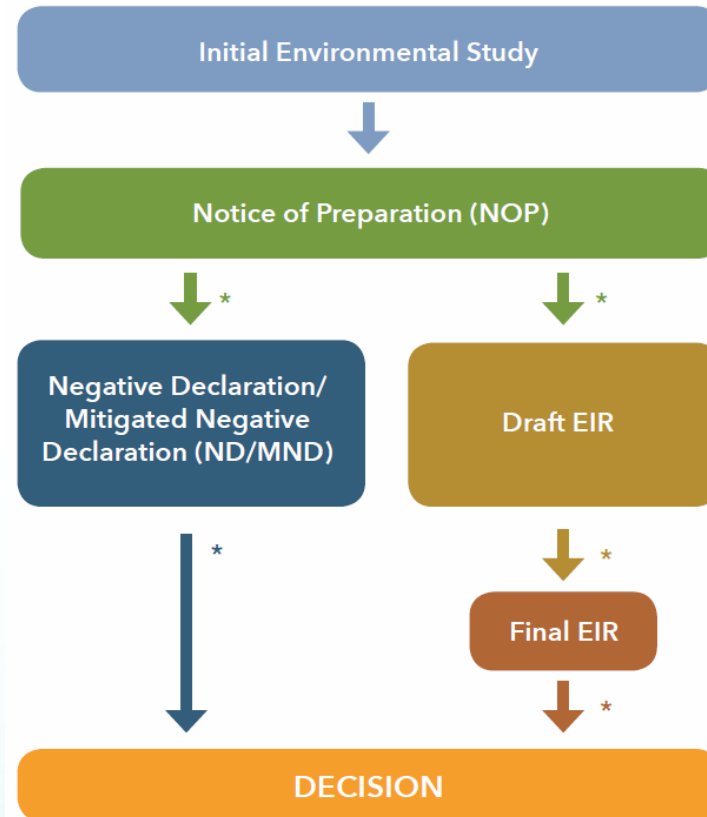 Initial Environmental Study
Notice of Preparation (NOP)
*
*
Negative Declaration/
Mitigated Negative
Declaration (ND/MND)
Draft EIR
*
*
Final EIR
*
DECISION